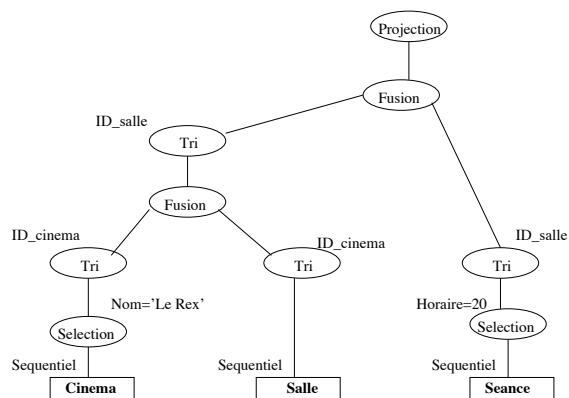 Projection
Fusion
ID_salle
Tri
Fusion
ID_cinema
ID_cinema
ID_salle
Tri
Tri
Tri
Nom='Le Rex'
Horaire=20
Selection
Selection
Sequentiel
Sequentiel
Sequentiel
Cinema
Salle
Seance